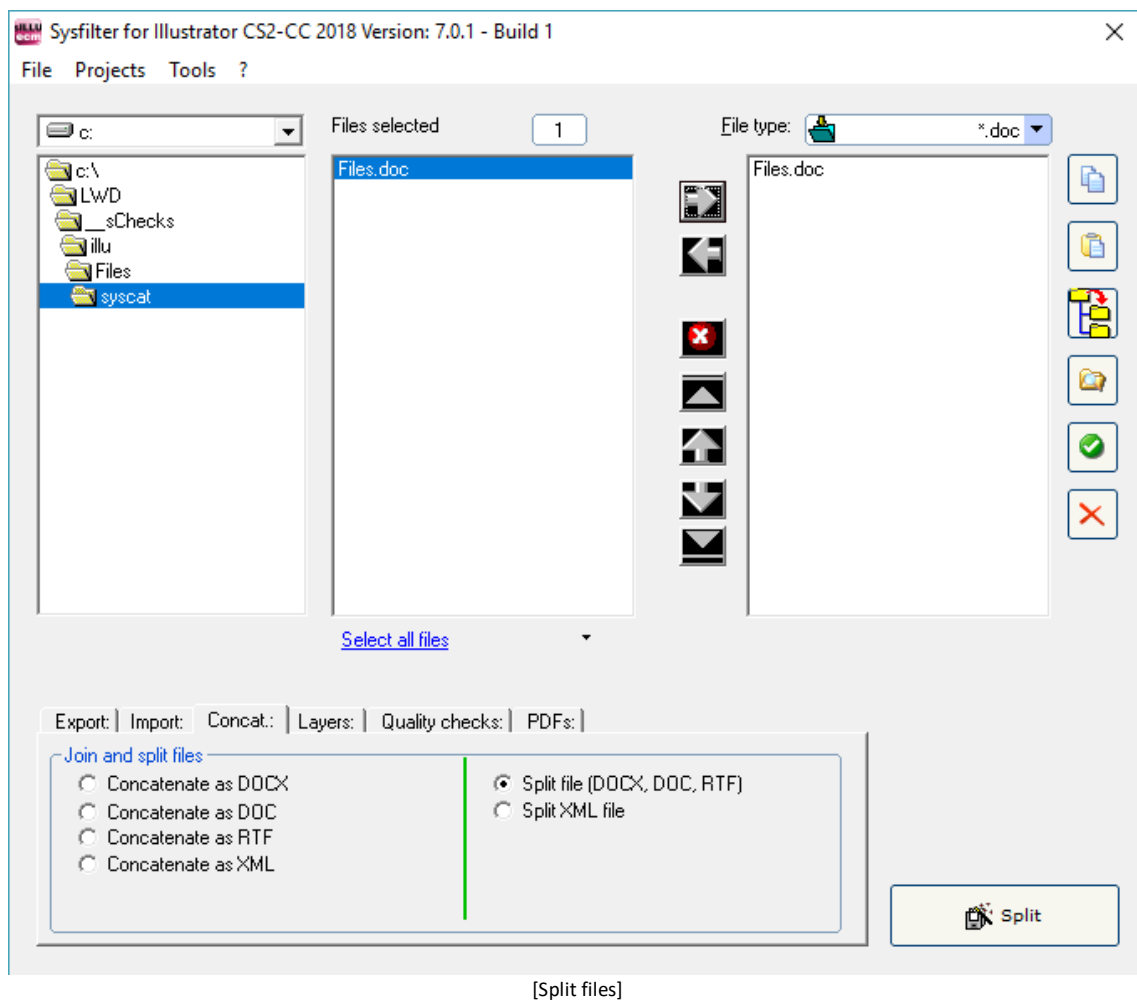 Sysfilter for Illustrator CS2-CC 2018 Version: 7.0.1 - Build 1
File Projects Tools ?
c: Files selected 1 File type: *.doc
c:\
LWD
__sChecks
illu
Files
syscat
Files.doc
Files.doc
Select all files
Export: Import: Concat.: Layers: Quality checks: PDFs:
Join and split files
Concatenate as DOCX
Concatenate as DOC
Concatenate as RTF
Concatenate as XML
Split file (DOCX, DOC, RTF)
Split XML file
Split
[Split files]